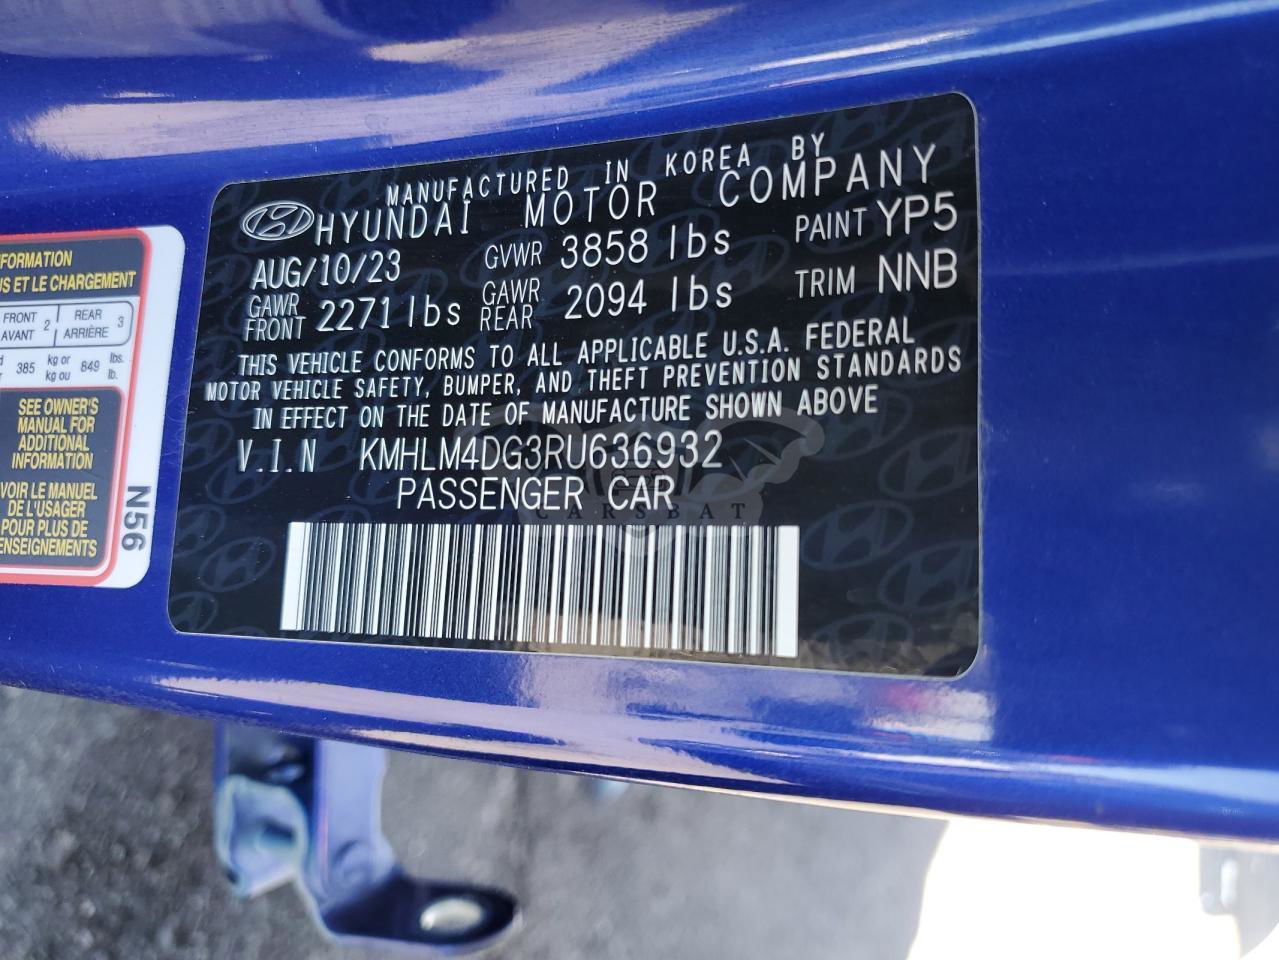 MANUFACTURED IN KOREA BY
HYUNDAI MOTOR COMPANY
AUG/10/23 GVWR 3858 lbs PAINT YP5
GAWR FRONT 2271 lbs GAWR REAR 2094 lbs TRIM NNB
THIS VEHICLE CONFORMS TO ALL APPLICABLE U.S.A. FEDERAL
MOTOR VEHICLE SAFETY, BUMPER, AND THEFT PREVENTION STANDARDS
IN EFFECT ON THE DATE OF MANUFACTURE SHOWN ABOVE
V.I.N KMHLM4DG3RU636932
PASSENGER CAR
CARSBAT
ET LE CHARGEMENT
FRONT 2 REAR 3
AVANT ARRIÈRE
385 kg or 849 lbs.
kg ou lb.
SEE OWNER'S
MANUAL FOR
ADDITIONAL
INFORMATION
VOIR LE MANUEL
DE L'USAGER
POUR PLUS DE
N56